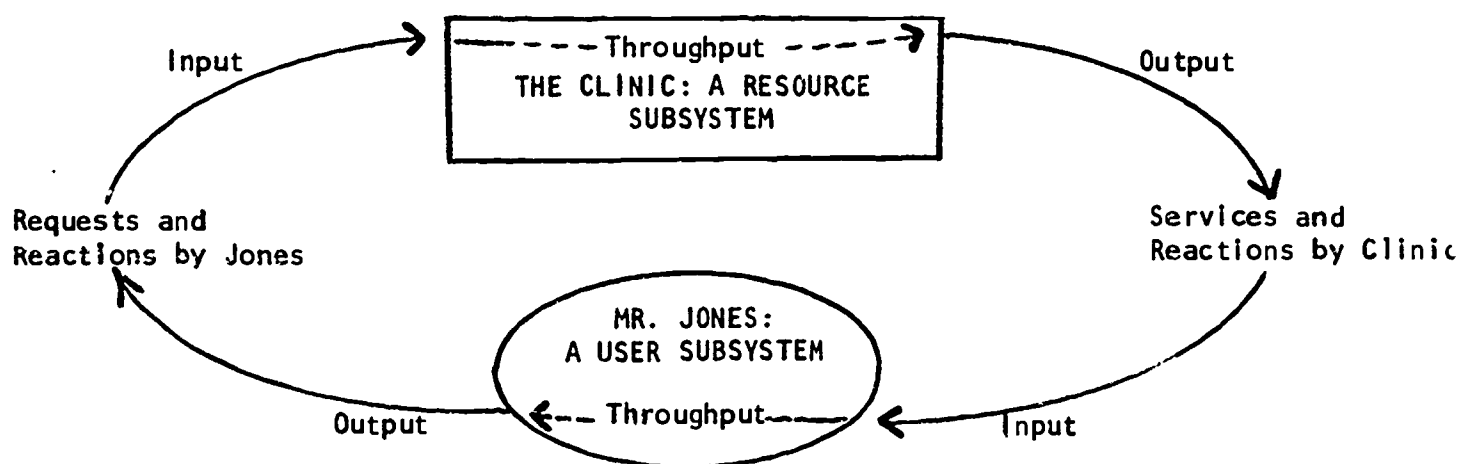 Input
Throughput
Output
THE CLINIC: A RESOURCE
SUBSYSTEM
Requests and
Reactions by Jones
Services and
Reactions by Clinic
MR. JONES:
A USER SUBSYSTEM
Output
Throughput
Input